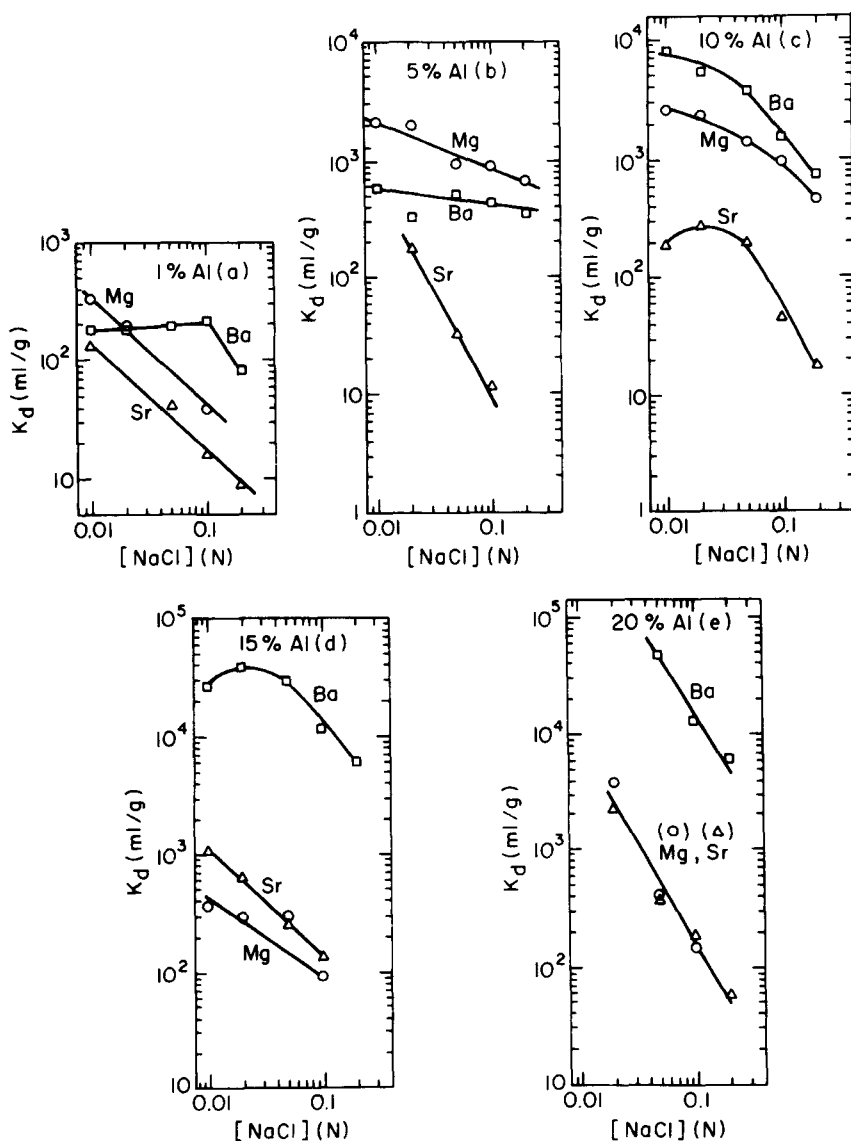 1% Al (a)
10³
10²
10
K_d (ml/g)
Mg
Ba
Sr
0.01
0.1
[NaCl] (N)
5% Al (b)
10⁴
10³
10²
10
1
K_d (ml/g)
Mg
Ba
Sr
0.01
0.1
[NaCl] (N)
10% Al (c)
10⁴
10³
10²
10
1
K_d (ml/g)
Ba
Mg
Sr
0.01
0.1
[NaCl] (N)
15% Al (d)
10⁵
10⁴
10³
10²
10
K_d (ml/g)
Ba
Sr
Mg
0.01
0.1
[NaCl] (N)
20% Al (e)
10⁵
10⁴
10³
10²
10
K_d (ml/g)
Ba
(o) (△)
Mg, Sr
0.01
0.1
[NaCl] (N)